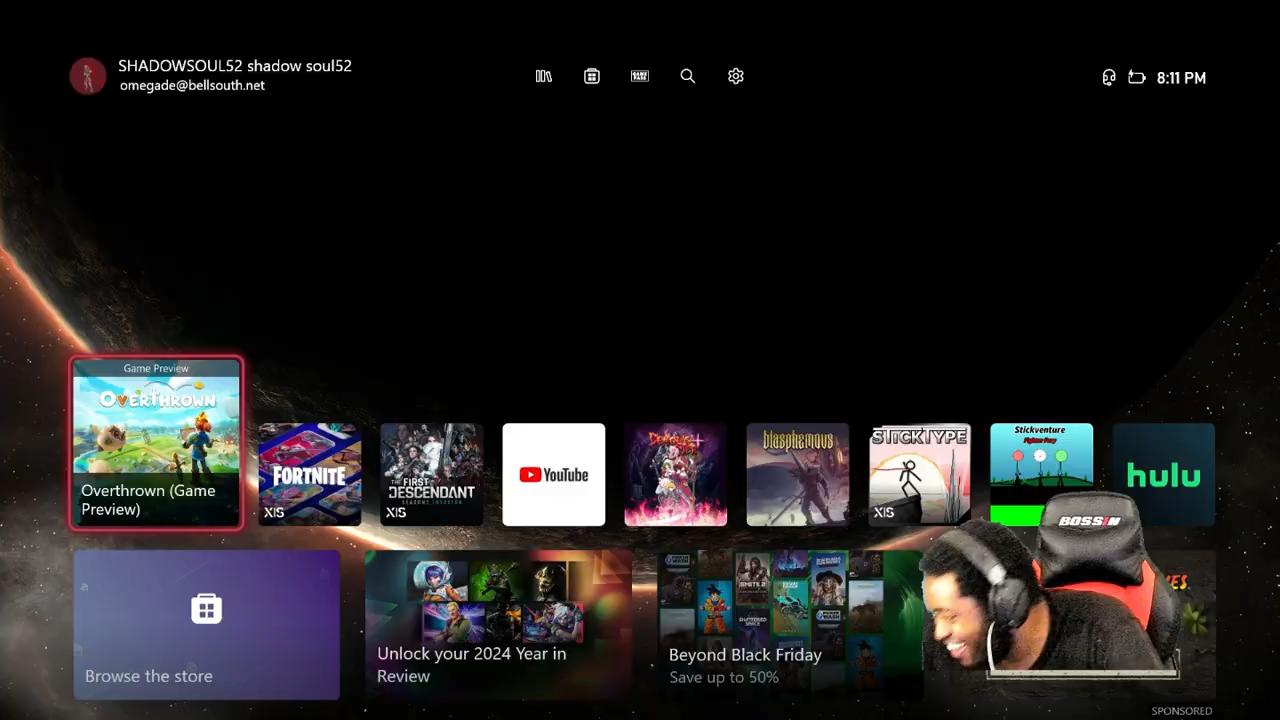 SHADOWSOUL52 shadow soul52
omegade@bellsouth.net
GAME PASS
8:11 PM
Game Preview
OVERTHROWN
Overthrown (Game
Preview)
FORTNITE
X|S
THE FIRST
DESCENDANT
X|S
YouTube
blasphemous
STICKTYPE
X|S
Stickventure
hulu
BOSSIN
Browse the store
Unlock your 2024 Year in
Review
Beyond Black Friday
Save up to 50%
SPONSORED